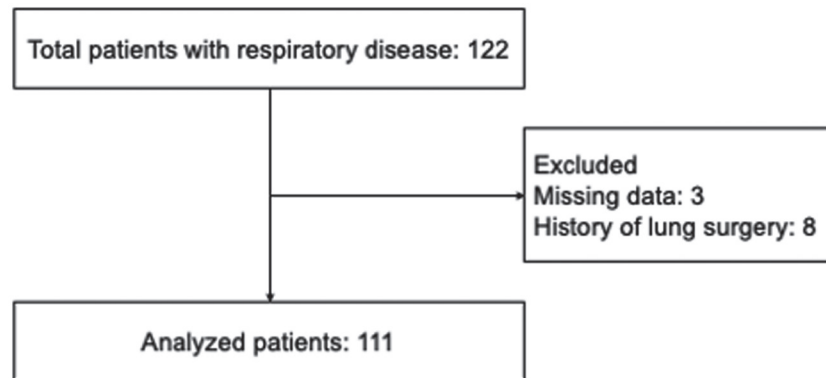 Total patients with respiratory disease: 122
Excluded
Missing data: 3
History of lung surgery: 8
Analyzed patients: 111